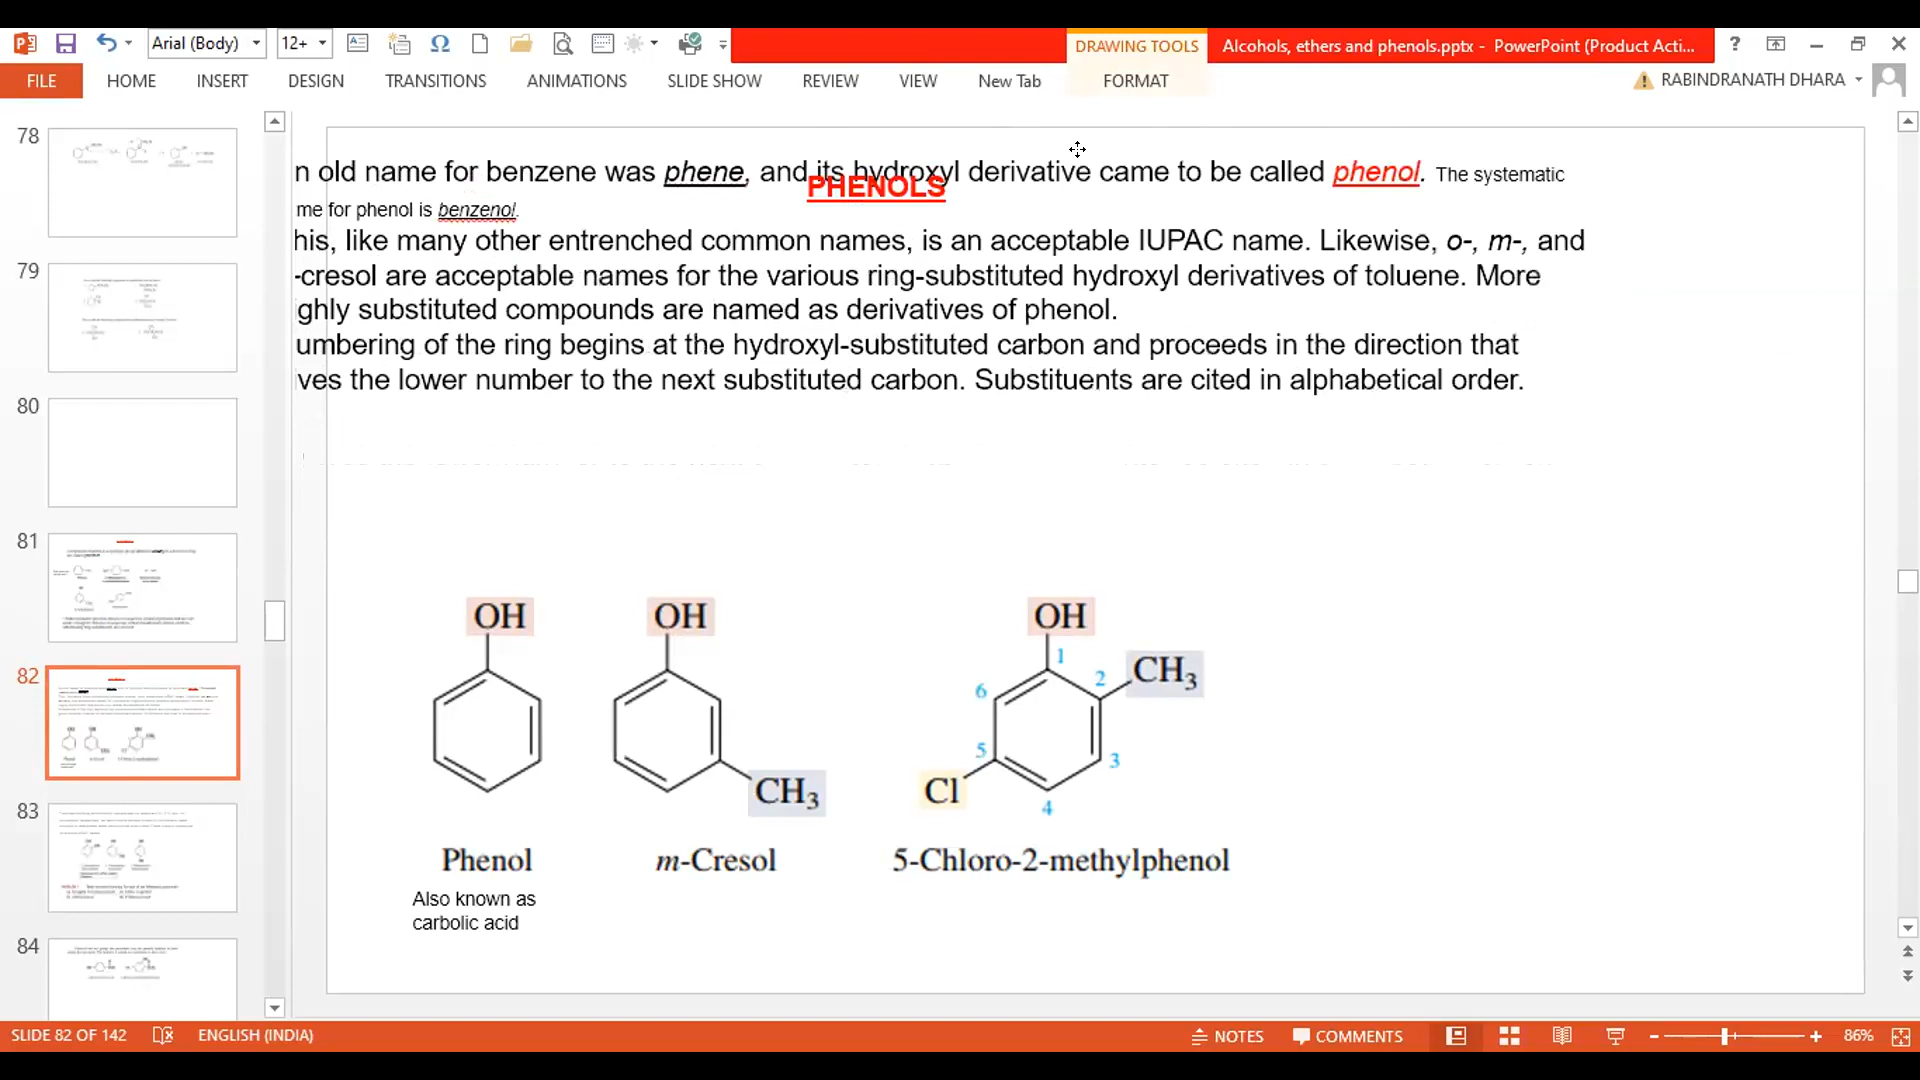 Arial (Body) 12+ DRAWING TOOLS Alcohols, ethers and phenols.pptx - PowerPoint (Product Acti... ?
FILE HOME INSERT DESIGN TRANSITIONS ANIMATIONS SLIDE SHOW REVIEW VIEW New Tab FORMAT RABINDRANATH DHARA
n old name for benzene was phene, and its hydroxyl derivative came to be called phenol. The systematic
PHENOLS
me for phenol is benzenol.
his, like many other entrenched common names, is an acceptable IUPAC name. Likewise, o-, m-, and
-cresol are acceptable names for the various ring-substituted hydroxyl derivatives of toluene. More
ghly substituted compounds are named as derivatives of phenol.
umbering of the ring begins at the hydroxyl-substituted carbon and proceeds in the direction that
ves the lower number to the next substituted carbon. Substituents are cited in alphabetical order.
78
79
80
81
82
83
84
OH OH OH
1
2 CH3
6
5 3
CH3 Cl
4
Phenol m-Cresol 5-Chloro-2-methylphenol
Also known as
carbolic acid
SLIDE 82 OF 142 ENGLISH (INDIA) NOTES COMMENTS 86%